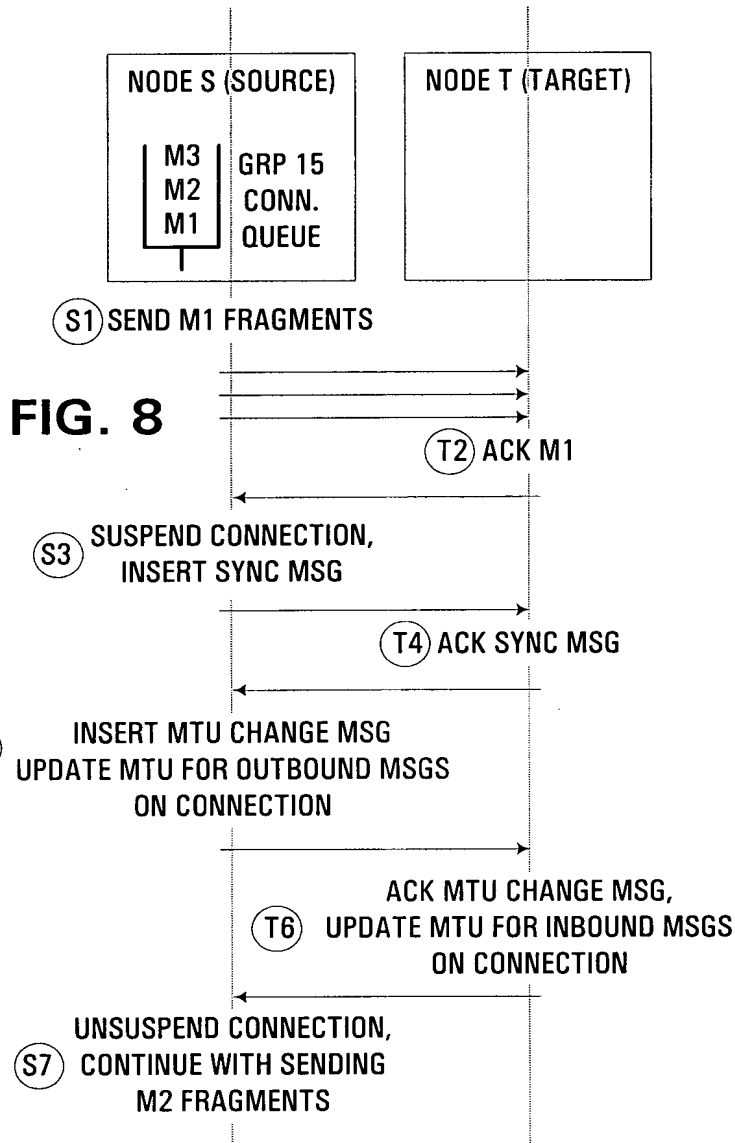 NODE S (SOURCE)
NODE T (TARGET)
M3
M2
M1
GRP 15
CONN.
QUEUE
S1 SEND M1 FRAGMENTS
FIG. 8
T2 ACK M1
S3 SUSPEND CONNECTION,
INSERT SYNC MSG
T4 ACK SYNC MSG
INSERT MTU CHANGE MSG
UPDATE MTU FOR OUTBOUND MSGS
ON CONNECTION
ACK MTU CHANGE MSG,
T6 UPDATE MTU FOR INBOUND MSGS
ON CONNECTION
UNSUSPEND CONNECTION,
S7 CONTINUE WITH SENDING
M2 FRAGMENTS